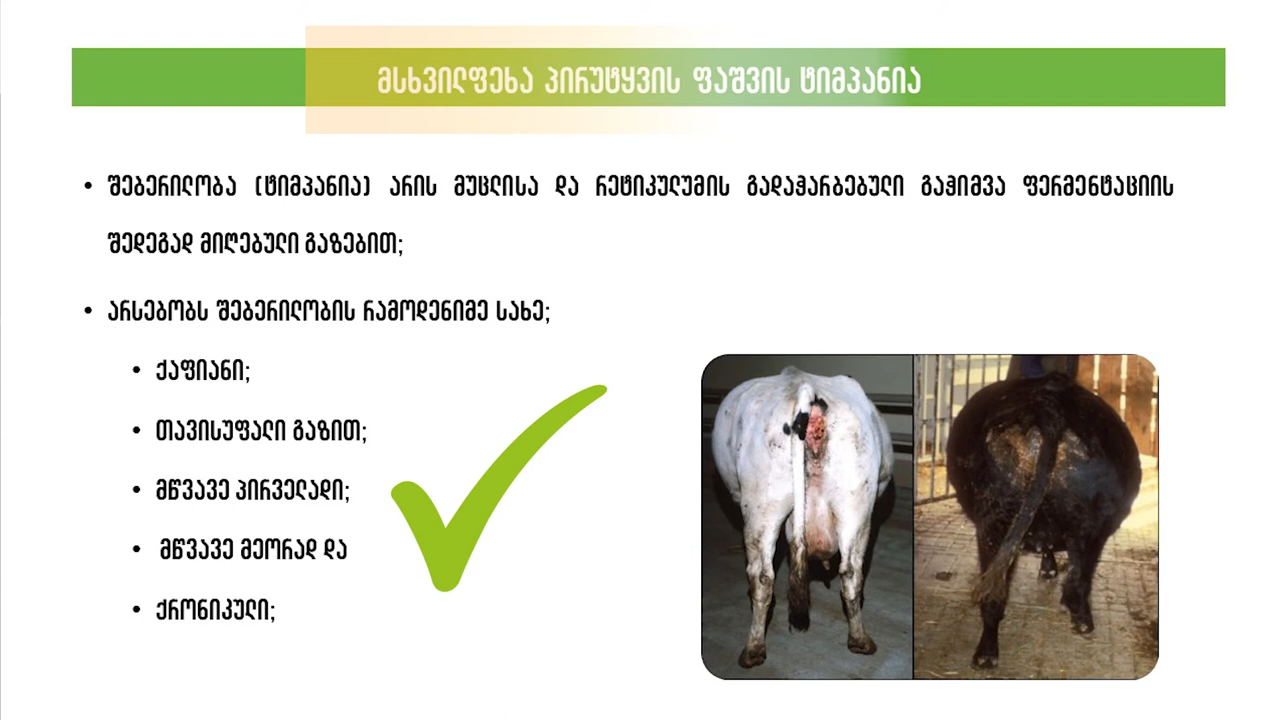 მსხვილფეხა პირუტყვის ფაშვის ტიმპანია
• შებერილობა (ტიმპანია) არის მუცლისა და რეტიკულუმის გადაჭარბებული გაჭიმვა ფერმენტაციის
შედეგად მიღებული გაზებით;
• არსებობს შებერილობის რამოდენიმე სახე;
• ქაფიანი;
• თავისუფალი გაზით;
• მწვავე პირველადი;
• მწვავე მეორად და
• ქრონიკული;